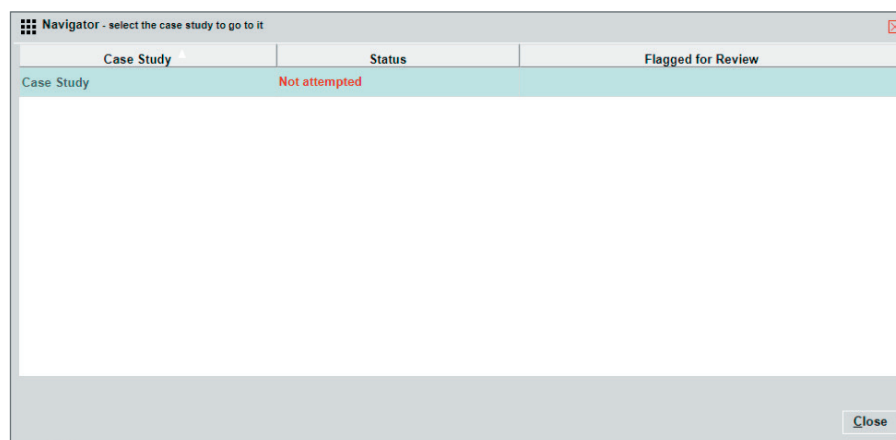 Navigator - select the case study to go to it
Case Study Status Flagged for Review
Case Study Not attempted
Close